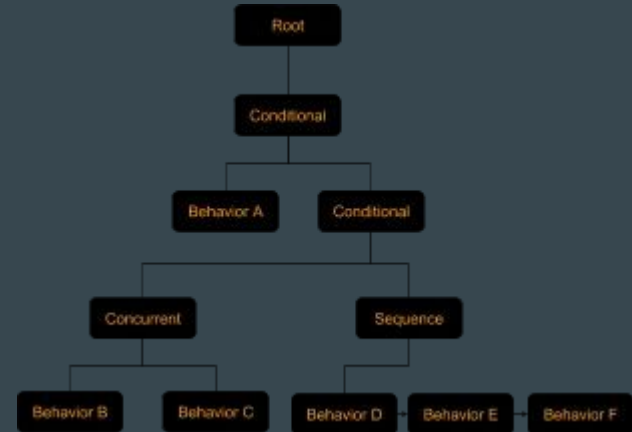 Root
Conditional
Behavior A
Conditional
Concurrent
Sequence
Behavior B
Behavior C
Behavior D
Behavior E
Behavior F